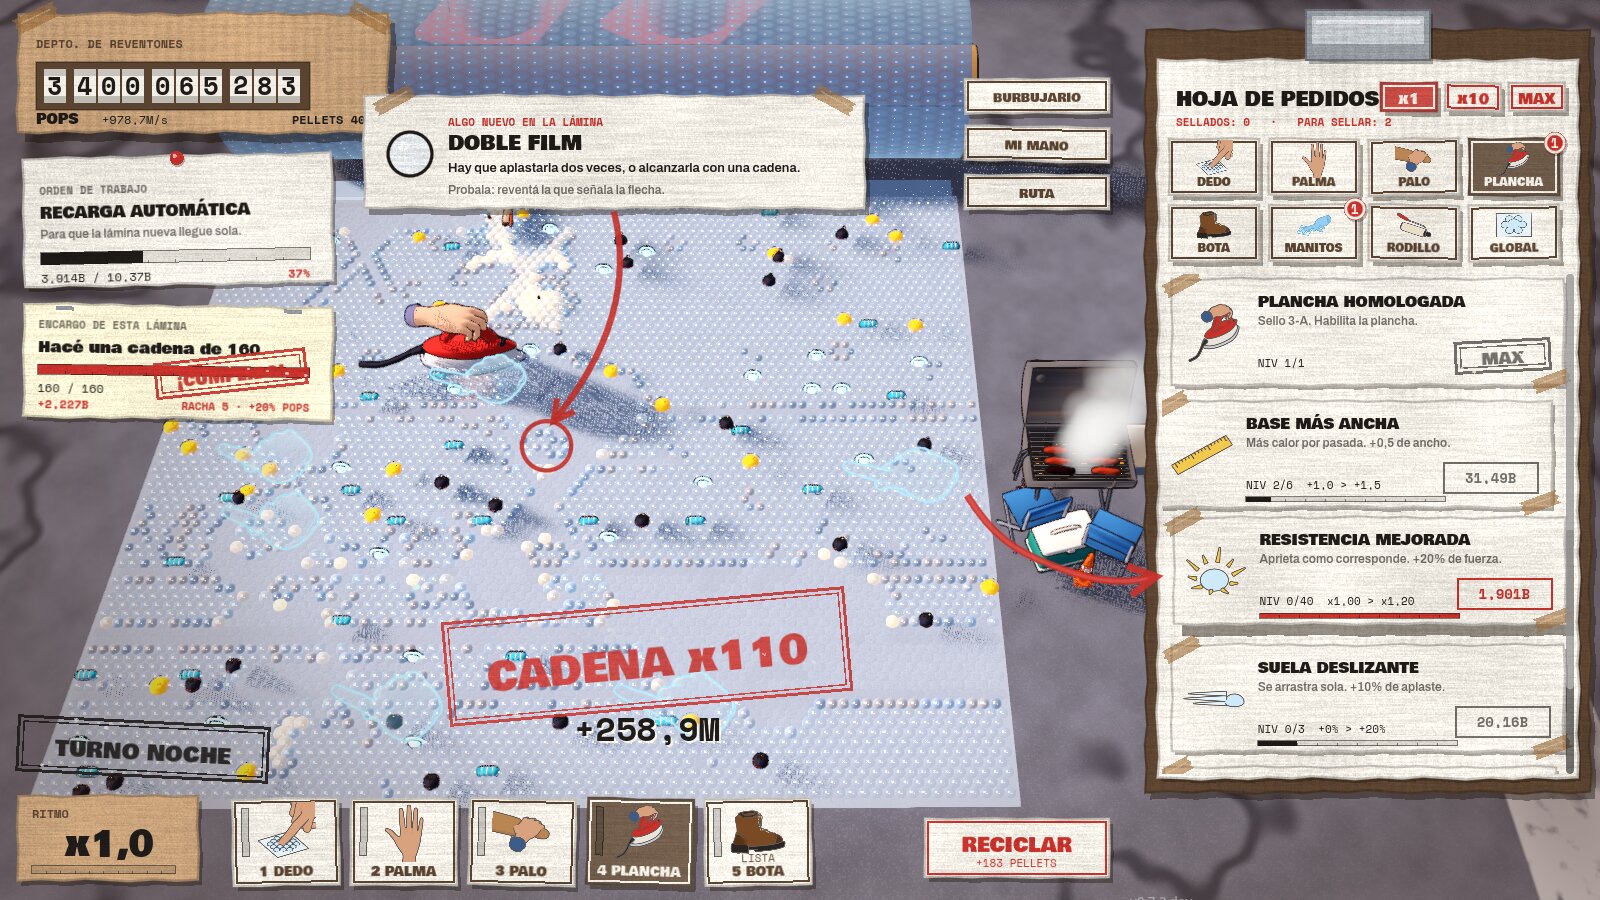 DEPTO. DE REVENTONES
3 400 065 283
POPS +978,7M/s PELLETS 40
ORDEN DE TRABAJO
RECARGA AUTOMÁTICA
Para que la lámina nueva llegue sola.
3,914B / 10,37B 37%
ENCARGO DE ESTA LÁMINA
Hacé una cadena de 160
160 / 160
+2,227B RACHA 5 · +20% POPS
ALGO NUEVO EN LA LÁMINA
DOBLE FILM
Hay que aplastarla dos veces, o alcanzarla con una cadena.
Probala: reventá la que señala la flecha.
BURBUJARIO
MI MANO
RUTA
HOJA DE PEDIDOS x1 x10 MAX
SELLADOS: 0 · PARA SELLAR: 2
DEDO PALMA PALO PLANCHA 1
BOTA MANITOS 1 RODILLO GLOBAL
PLANCHA HOMOLOGADA
Sello 3-A. Habilita la plancha.
NIV 1/1 MAX
BASE MÁS ANCHA
Más calor por pasada. +0,5 de ancho.
NIV 2/6 +1,0 > +1,5 31,49B
RESISTENCIA MEJORADA
Aprieta como corresponde. +20% de fuerza.
NIV 0/40 x1,00 > x1,20 1,901B
SUELA DESLIZANTE
Se arrastra sola. +10% de aplaste.
NIV 0/3 +0% > +20% 20,16B
CADENA x110
+258,9M
TURNO NOCHE
RITMO
x1,0
1 DEDO
2 PALMA
3 PALO
4 PLANCHA
LISTA
5 BOTA
RECICLAR
+183 PELLETS